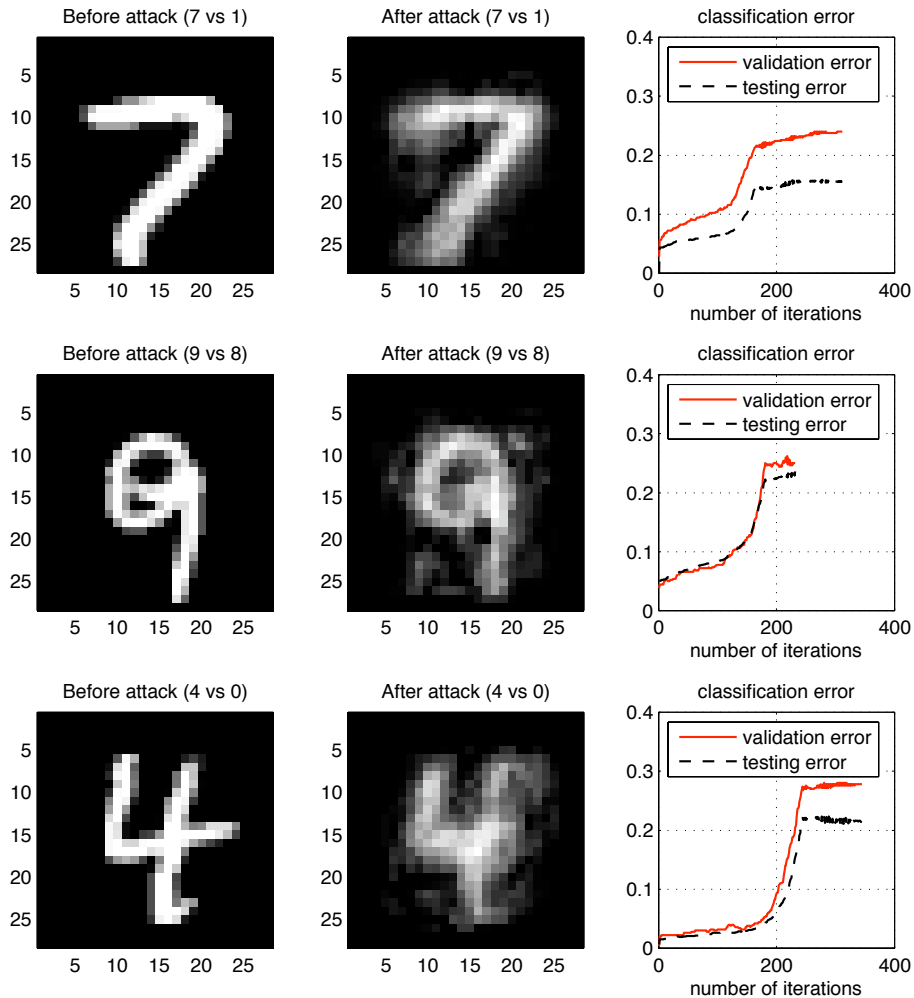 Before attack (7 vs 1)
5
10
15
20
25
5 10 15 20 25
After attack (7 vs 1)
5
10
15
20
25
5 10 15 20 25
classification error
0.4
0.3
0.2
0.1
0
validation error
testing error
0 200 400
number of iterations
Before attack (9 vs 8)
5
10
15
20
25
5 10 15 20 25
After attack (9 vs 8)
5
10
15
20
25
5 10 15 20 25
classification error
0.4
0.3
0.2
0.1
0
validation error
testing error
0 200 400
number of iterations
Before attack (4 vs 0)
5
10
15
20
25
5 10 15 20 25
After attack (4 vs 0)
5
10
15
20
25
5 10 15 20 25
classification error
0.4
0.3
0.2
0.1
0
validation error
testing error
0 200 400
number of iterations